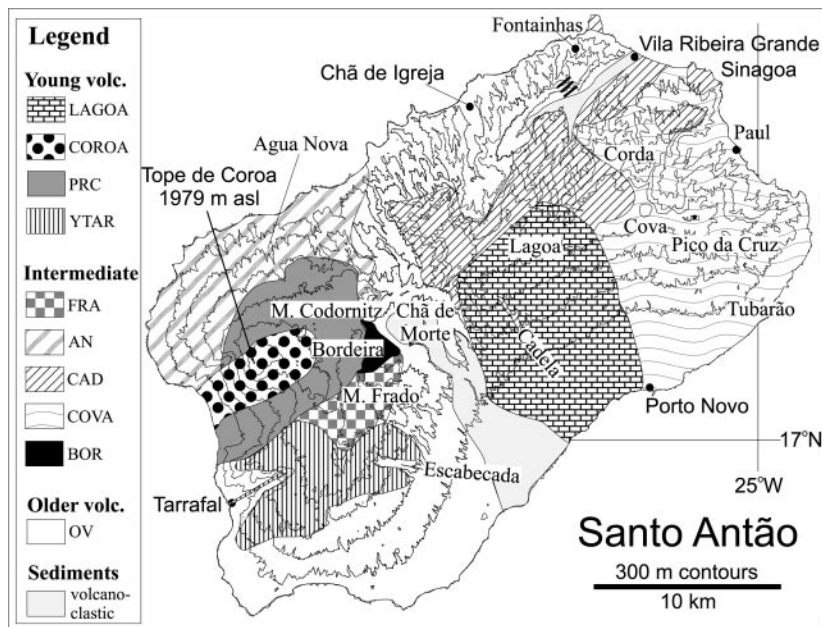 Legend
Young volc.
LAGOA
COROA
PRC
YTAR
Intermediate
FRA
AN
CAD
COVA
BOR
Older volc.
OV
Sediments
volcano-
clastic
Fontainhas
Vila Ribeira Grande
Sinagoa
Chã de Igreja
Agua Nova
Paul
Corda
Tope de Coroa
1979 m asl
Lagoa
Cova
Pico da Cruz
M. Codornitz
Chã de
Morte
Tubarão
Bordeira
Cadela
M. Frado
Porto Novo
17°N
Escabecada
25°W
Tarrafal
Santo Antão
300 m contours
10 km